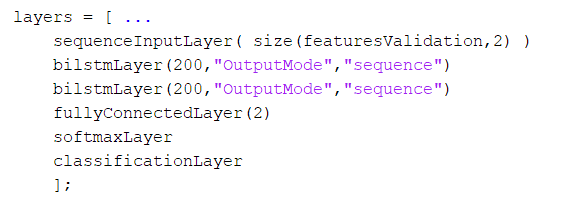 layers = [ ...
sequenceInputLayer( size(featuresValidation,2) )
bilstmLayer(200,"OutputMode","sequence")
bilstmLayer(200,"OutputMode","sequence")
fullyConnectedLayer(2)
softmaxLayer
classificationLayer
];